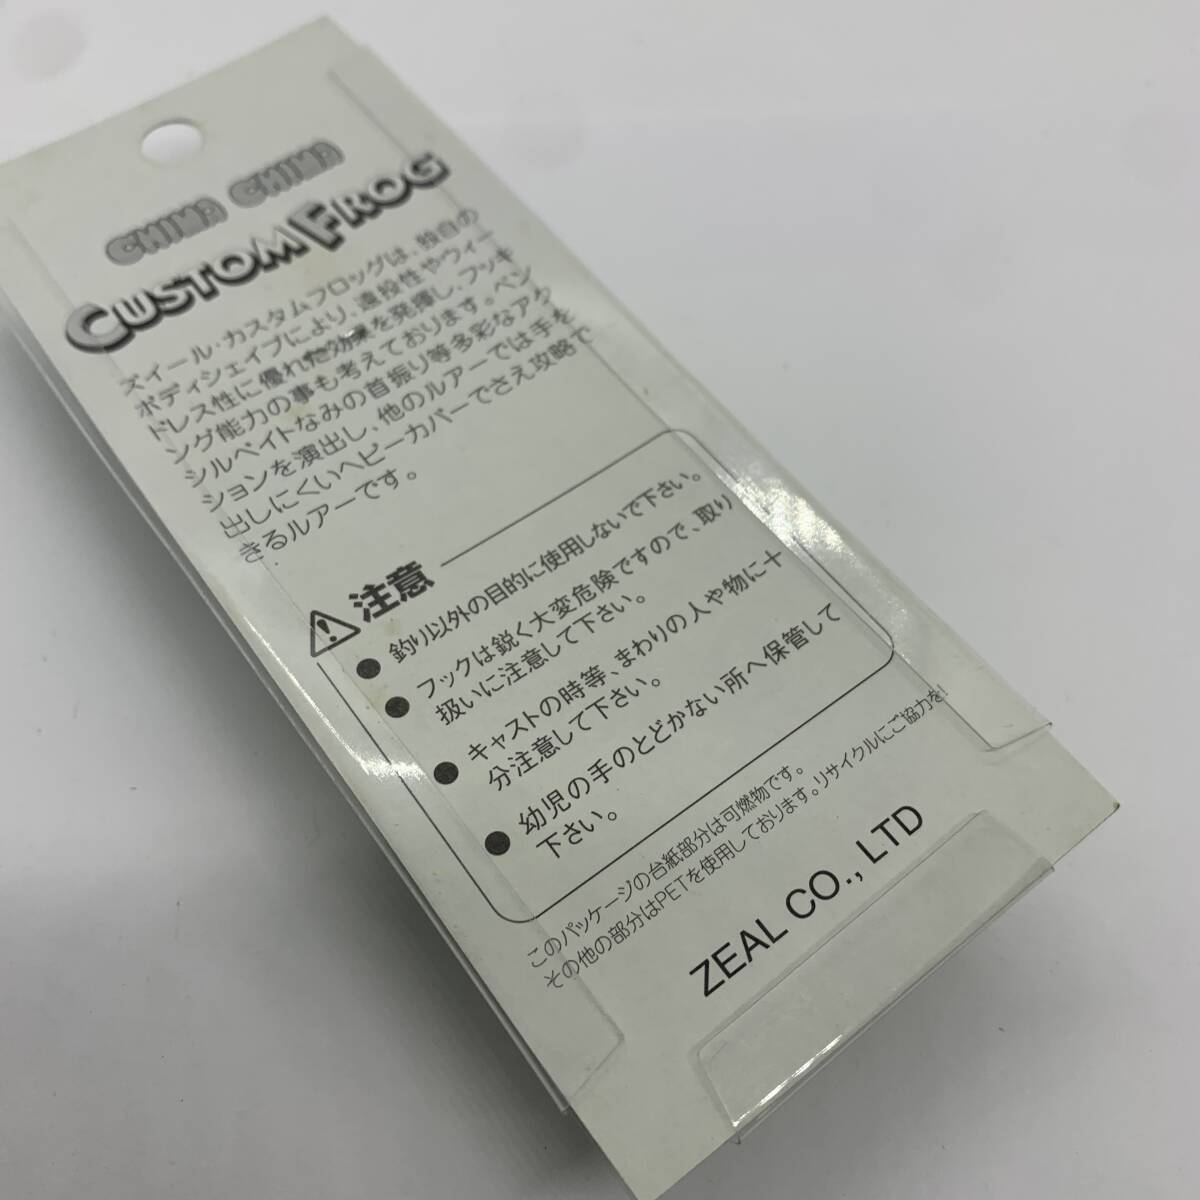 CHIMA CHIMA
CUSTOMFROG
ズイール・カスタムフロッグは、独自の
ボディシェイプにより、遠投性やウィー
ドレス性に優れた効果を発揮し、フッキ
ング能力の事も考えております。ペン
シルベイトなみの首振り等多彩なアク
ションを演出し、他のルアーでは手を
出しにくいヘビーカバーでさえ攻略で
きるルアーです。
注意
● 釣り以外の目的に使用しないで下さい。
● フックは鋭く大変危険ですので、取り
扱いに注意して下さい。
● キャストの時等、まわりの人や物に十
分注意して下さい。
● 幼児の手のとどかない所へ保管して
下さい。
このパッケージの台紙部分は可燃物です。
その他の部分はPETを使用しております。リサイクルにご協力を!
ZEAL CO., LTD